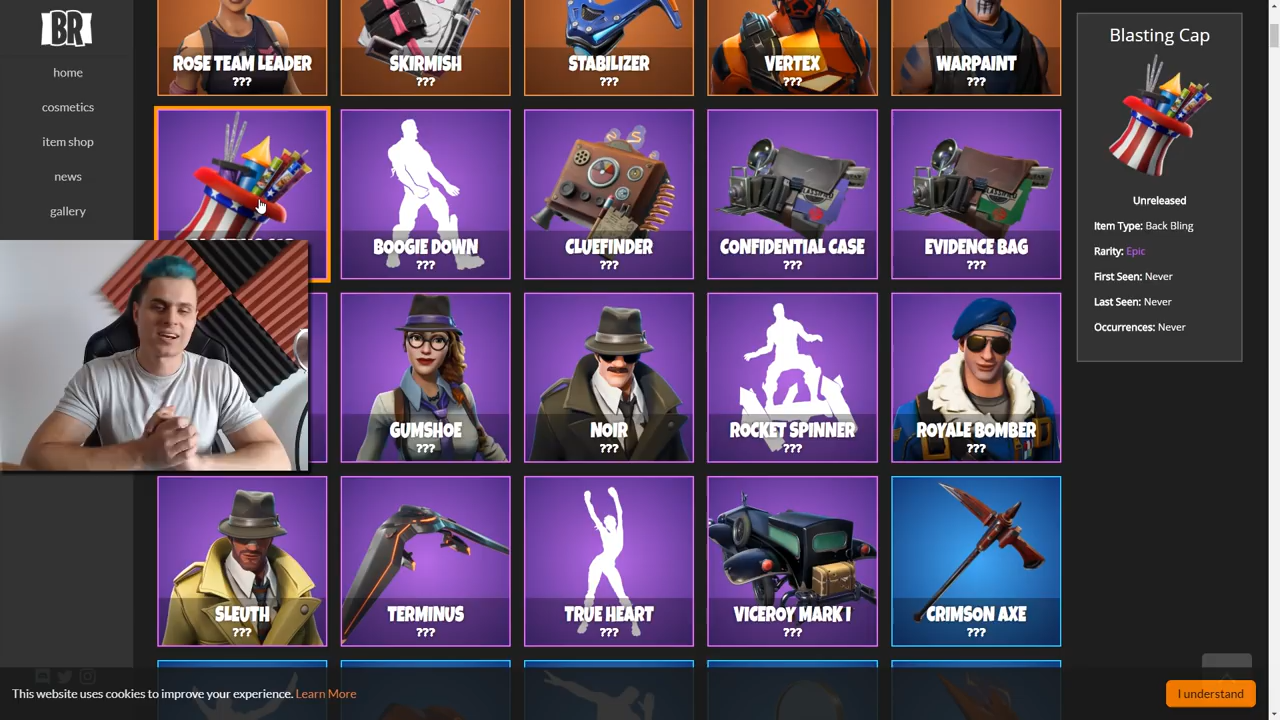 BR
home
cosmetics
item shop
news
gallery
ROSE TEAM LEADER
???
SKIRMISH
???
STABILIZER
???
VERTEX
???
WARPAINT
???
BOOGIE DOWN
???
CLUEFINDER
???
CONFIDENTIAL CASE
???
EVIDENCE BAG
???
GUMSHOE
???
NOIR
???
ROCKET SPINNER
???
ROYALE BOMBER
???
SLEUTH
???
TERMINUS
???
TRUE HEART
???
VICEROY MARK I
???
CRIMSON AXE
???
Blasting Cap
Unreleased
Item Type: Back Bling
Rarity: Epic
First Seen: Never
Last Seen: Never
Occurrences: Never
This website uses cookies to improve your experience. Learn More
I understand